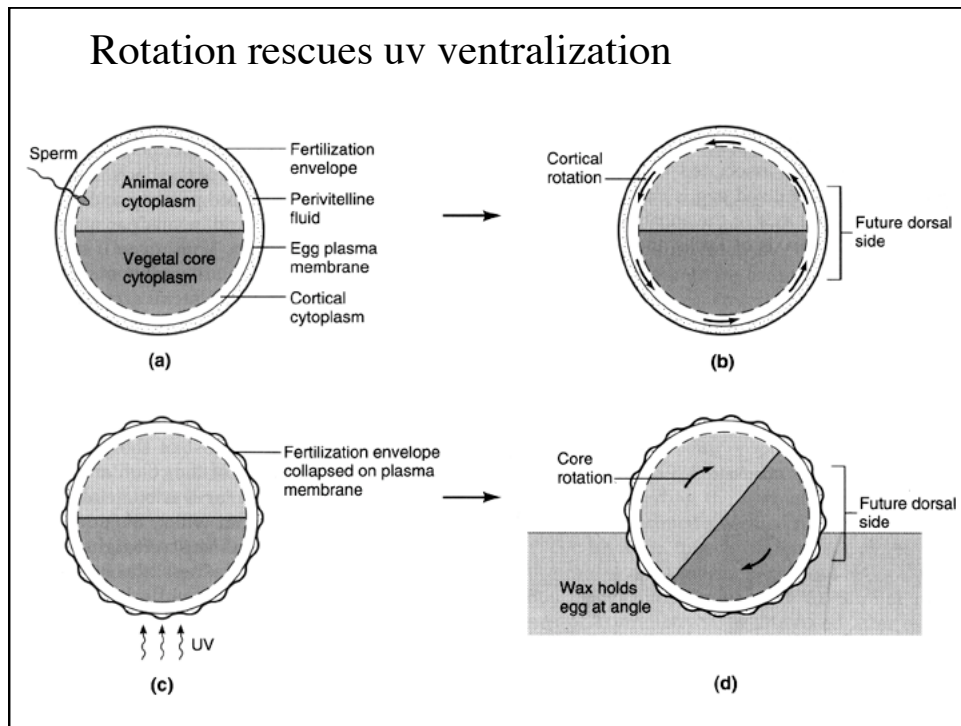 Rotation rescues uv ventralization
Sperm
Animal core
cytoplasm
Vegetal core
cytoplasm
Fertilization
envelope
Perivitelline
fluid
Egg plasma
membrane
Cortical
cytoplasm
(a)
Cortical
rotation
Future dorsal
side
(b)
Fertilization envelope
collapsed on plasma
membrane
UV
(c)
Core
rotation
Future dorsal
side
Wax holds
egg at angle
(d)